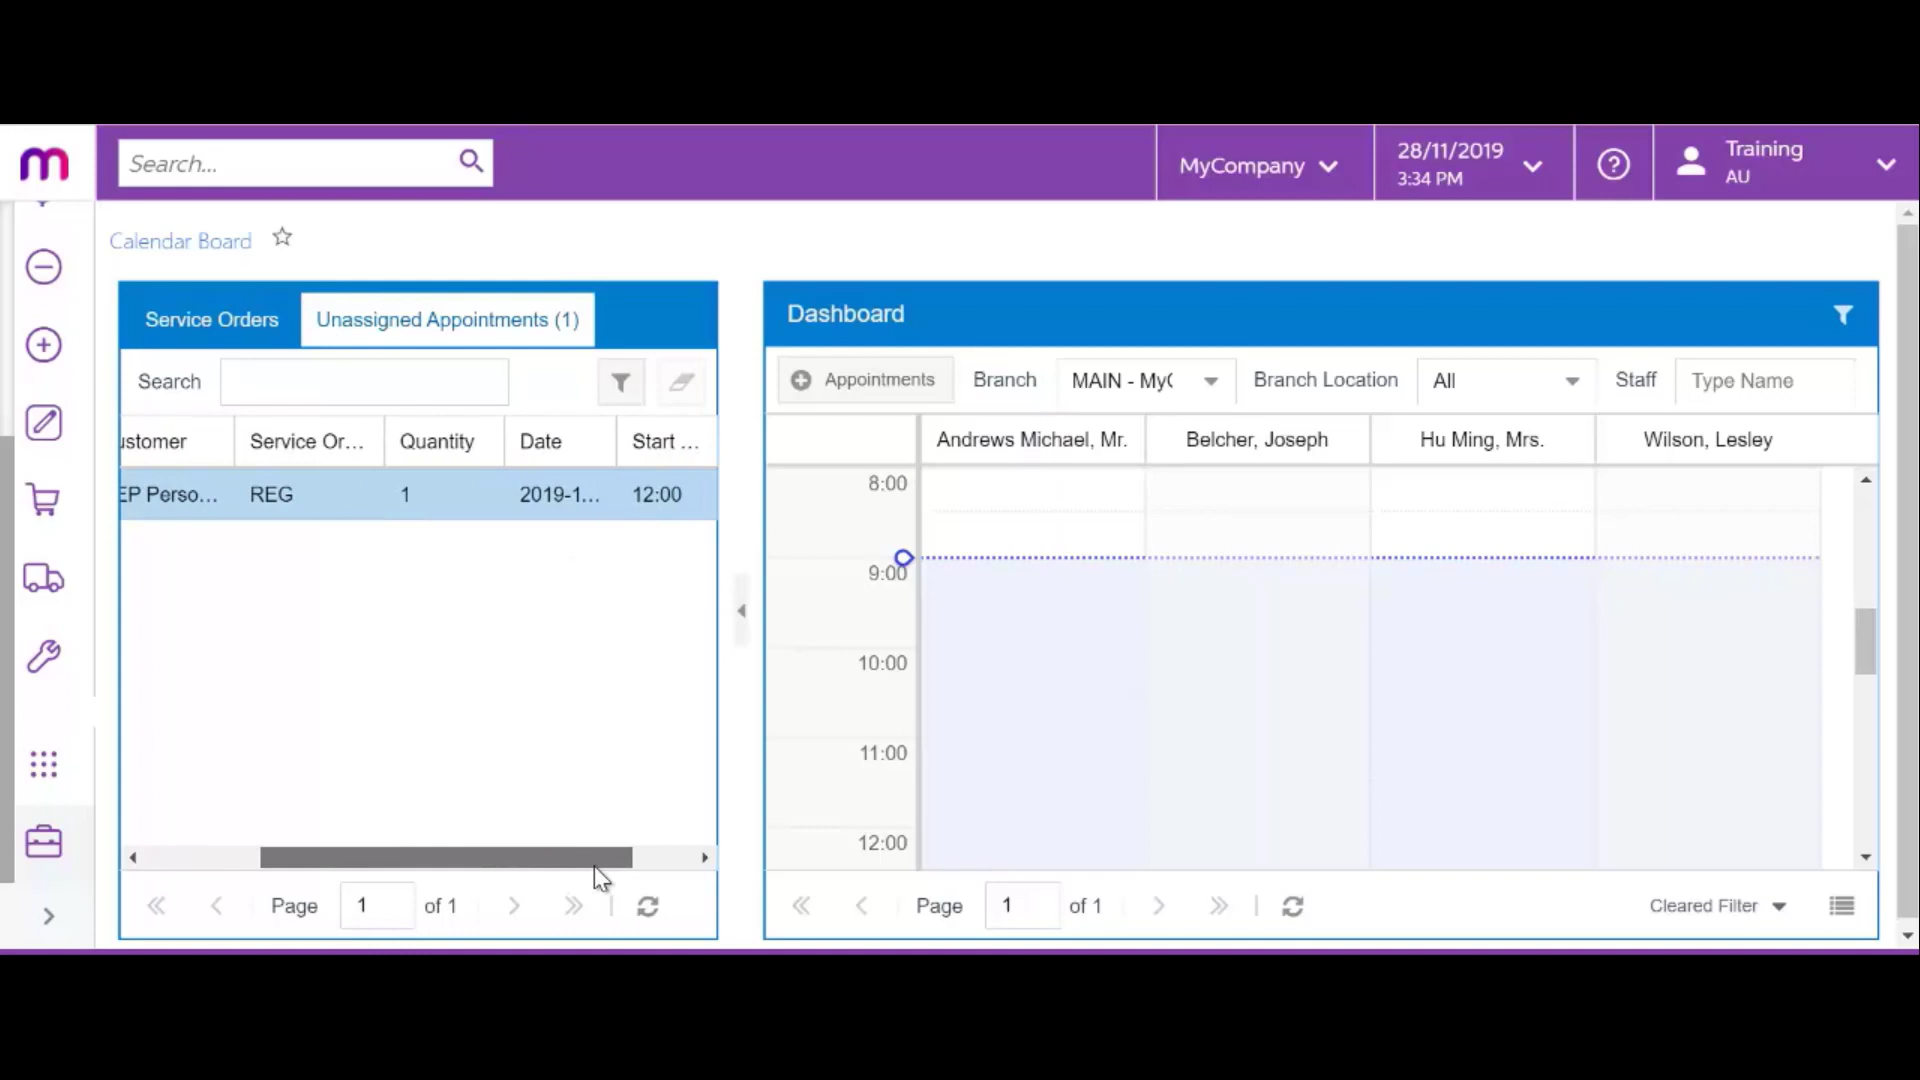 m
Search...
MyCompany
28/11/2019
3:34 PM
?
Training
AU
Calendar Board
Service Orders
Unassigned Appointments (1)
Search
ustomer Service Or... Quantity Date Start ...
EP Perso... REG 1 2019-1... 12:00
Page 1 of 1
Dashboard
Appointments Branch MAIN - My( Branch Location All Staff Type Name
Andrews Michael, Mr. Belcher, Joseph Hu Ming, Mrs. Wilson, Lesley
8:00
9:00
10:00
11:00
12:00
Page 1 of 1 Cleared Filter